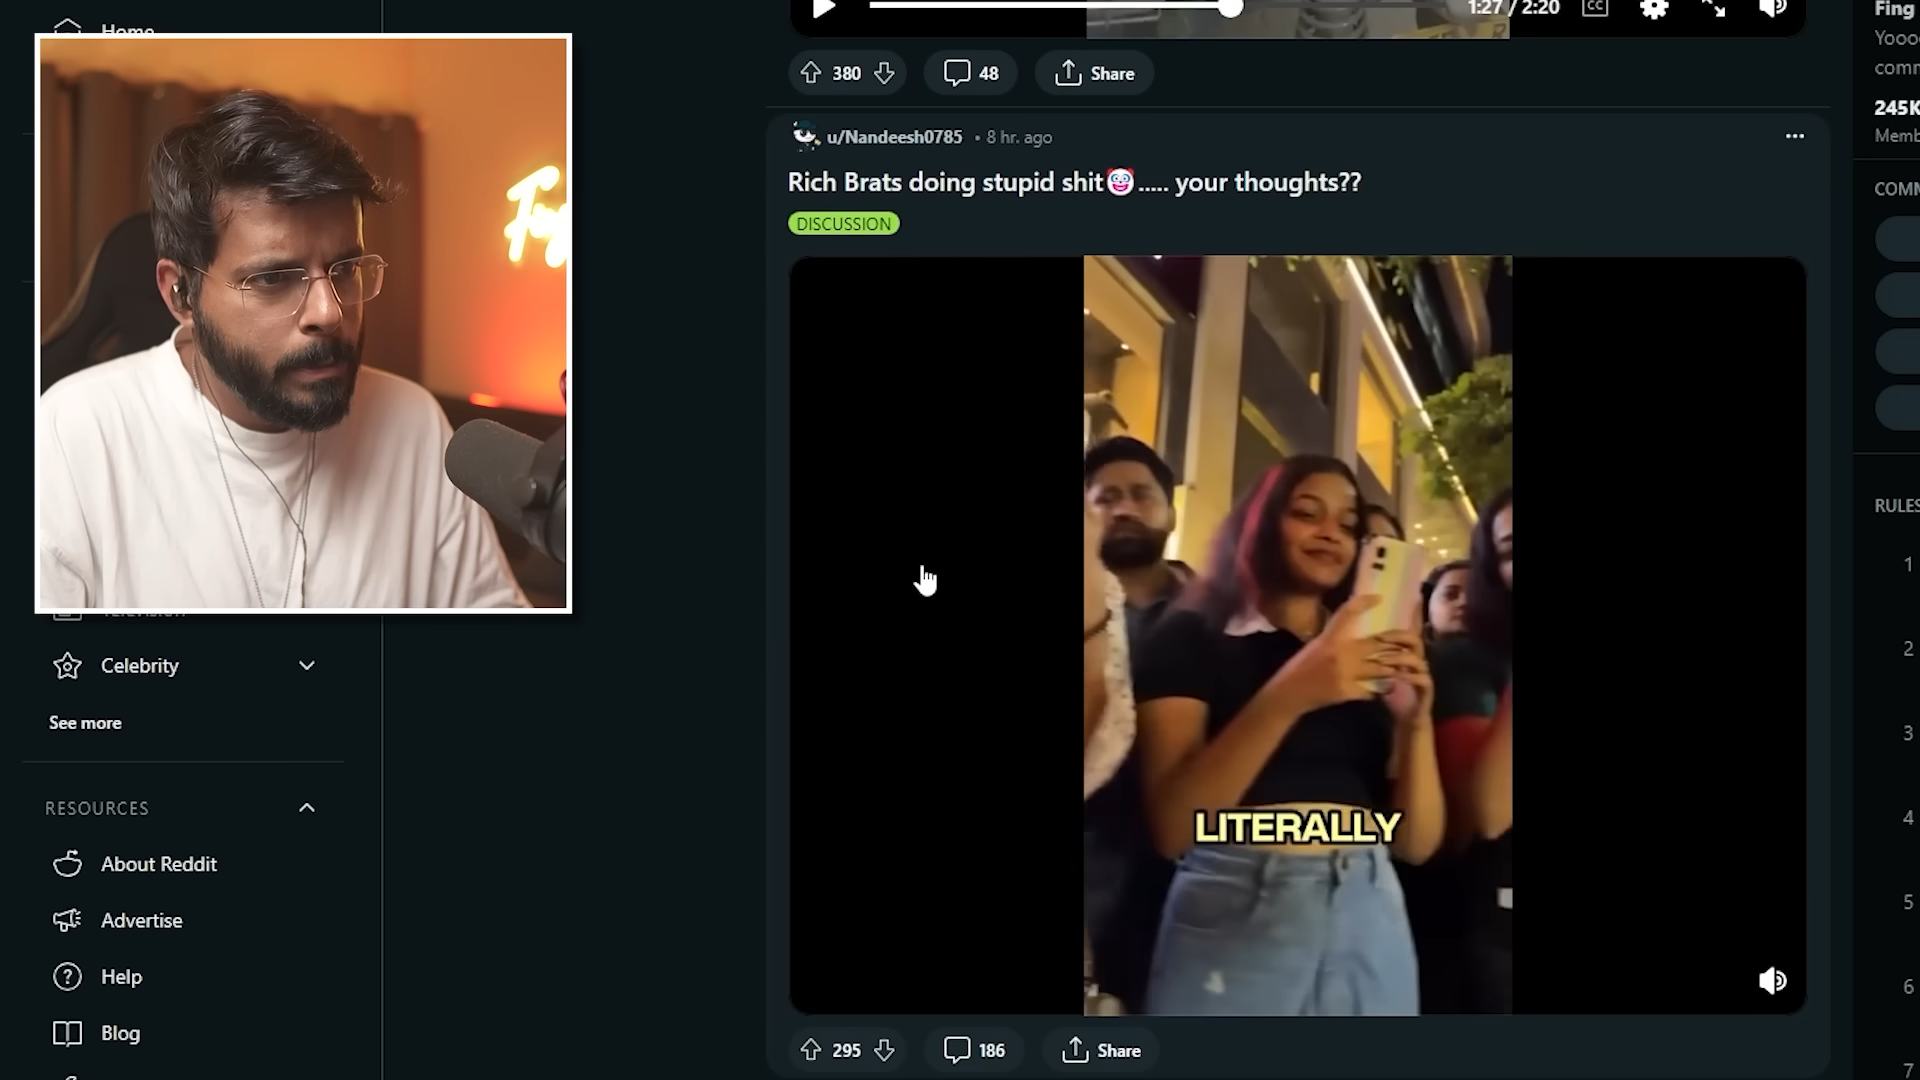 Home
1:27 / 2:20
CC
380
48
Share
u/Nandeesh0785 • 8 hr. ago
Rich Brats doing stupid shit🤡..... your thoughts??
DISCUSSION
LITERALLY
295
186
Share
Celebrity
See more
RESOURCES
About Reddit
Advertise
?
Help
Blog
Fing
Yooo
comm
245K
Memb
COMM
RULES
1
2
3
4
5
6
7